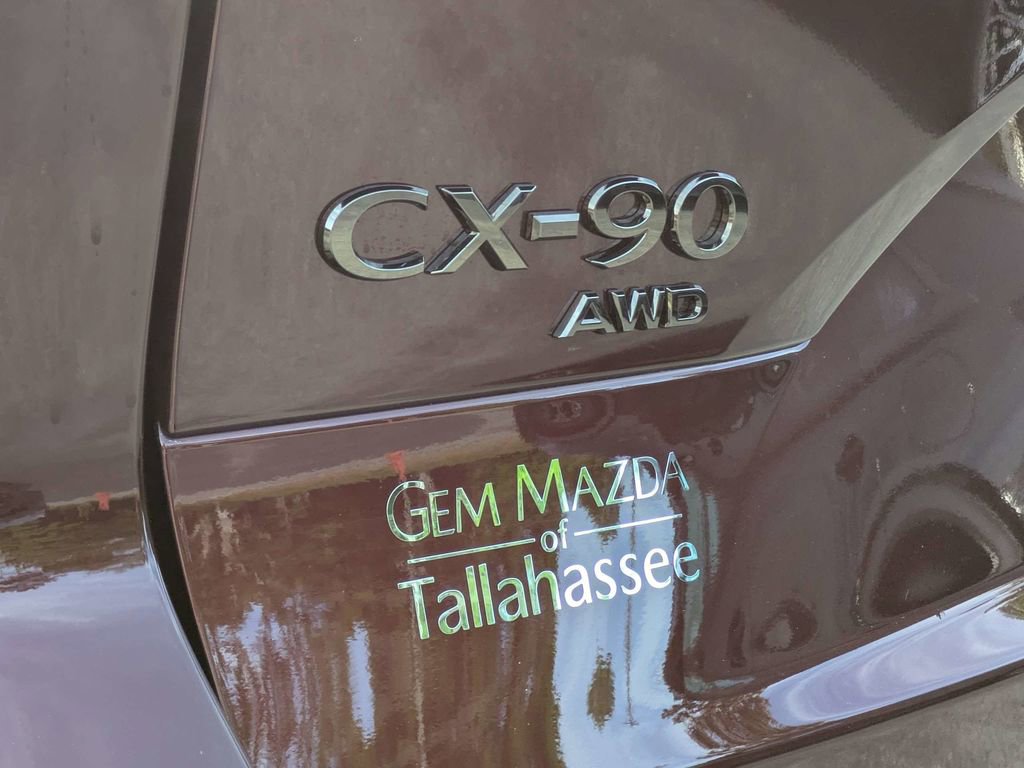 CX-90
AWD
GEM MAZDA
of
Tallahassee